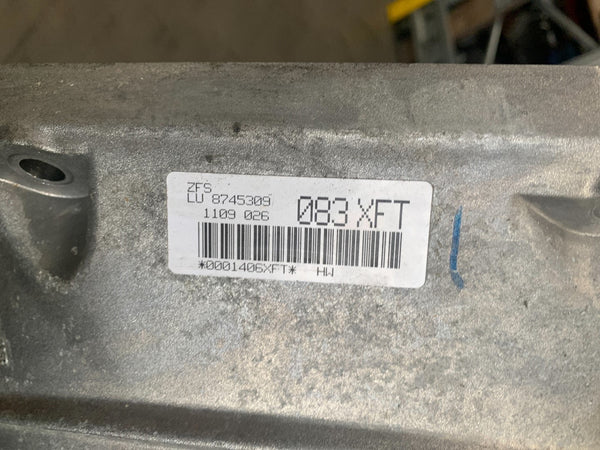 ZFS
LU 8745309
1109 026 083 XFT
*0001406XFT* HW